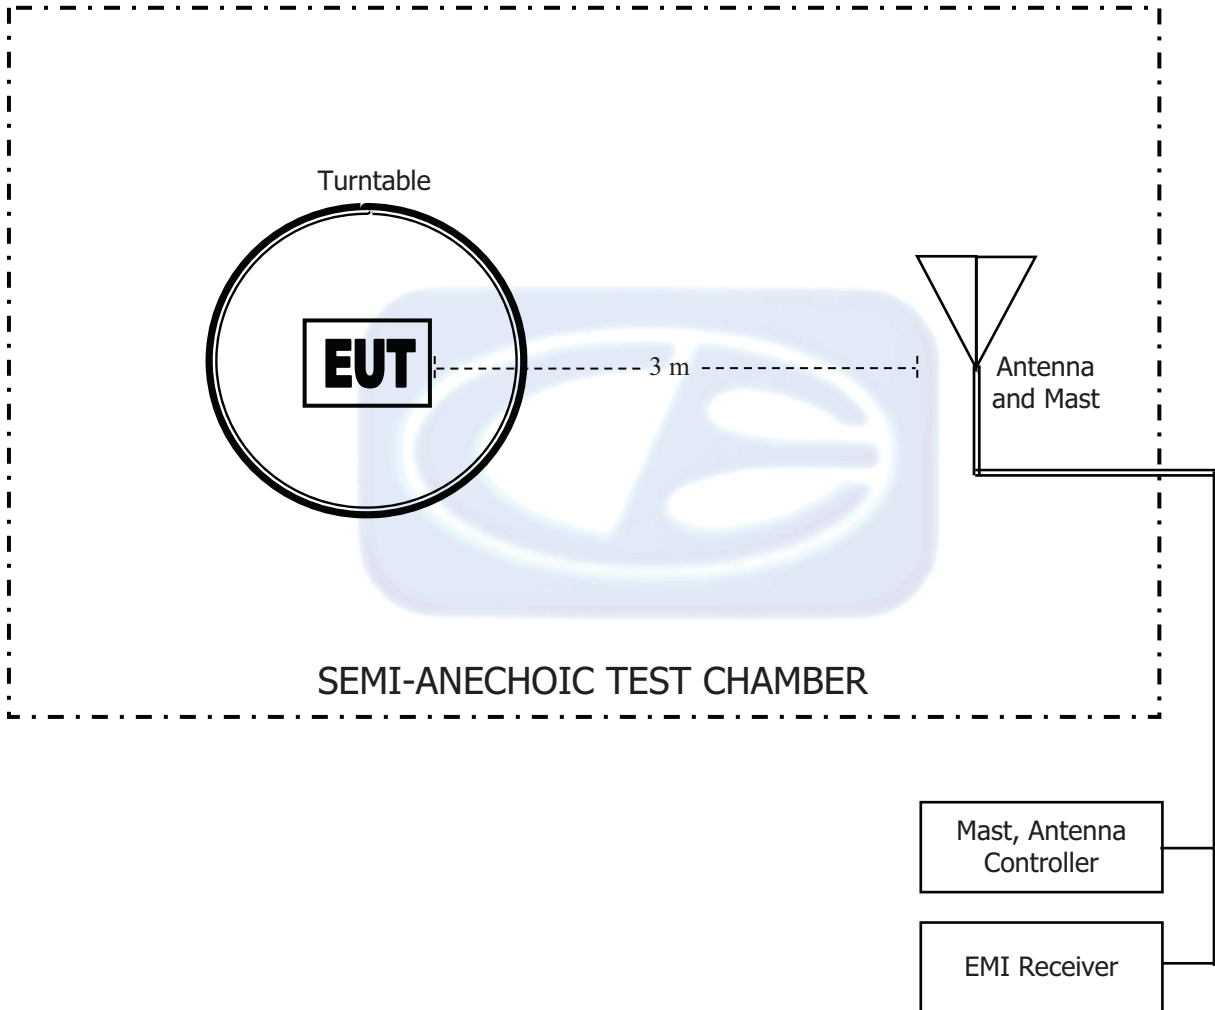 Turntable
EUT
3 m
Antenna
and Mast
SEMI-ANECHOIC TEST CHAMBER
Mast, Antenna
Controller
EMI Receiver